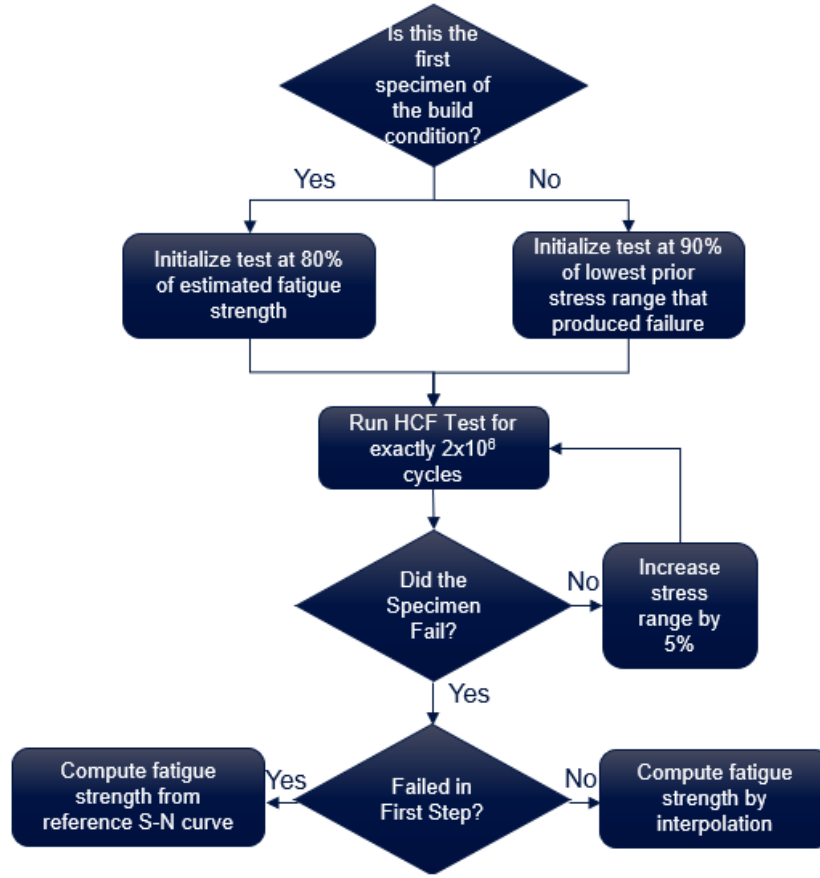 Is this the
first
specimen of
the build
condition?
Yes
No
Initialize test at 80%
of estimated fatigue
strength
Initialize test at 90%
of lowest prior
stress range that
produced failure
Run HCF Test for
exactly 2x10⁶
cycles
Did the
Specimen
Fail?
No
Increase
stress
range by
5%
Yes
Failed in
First Step?
Yes
Compute fatigue
strength from
reference S-N curve
No
Compute fatigue
strength by
interpolation